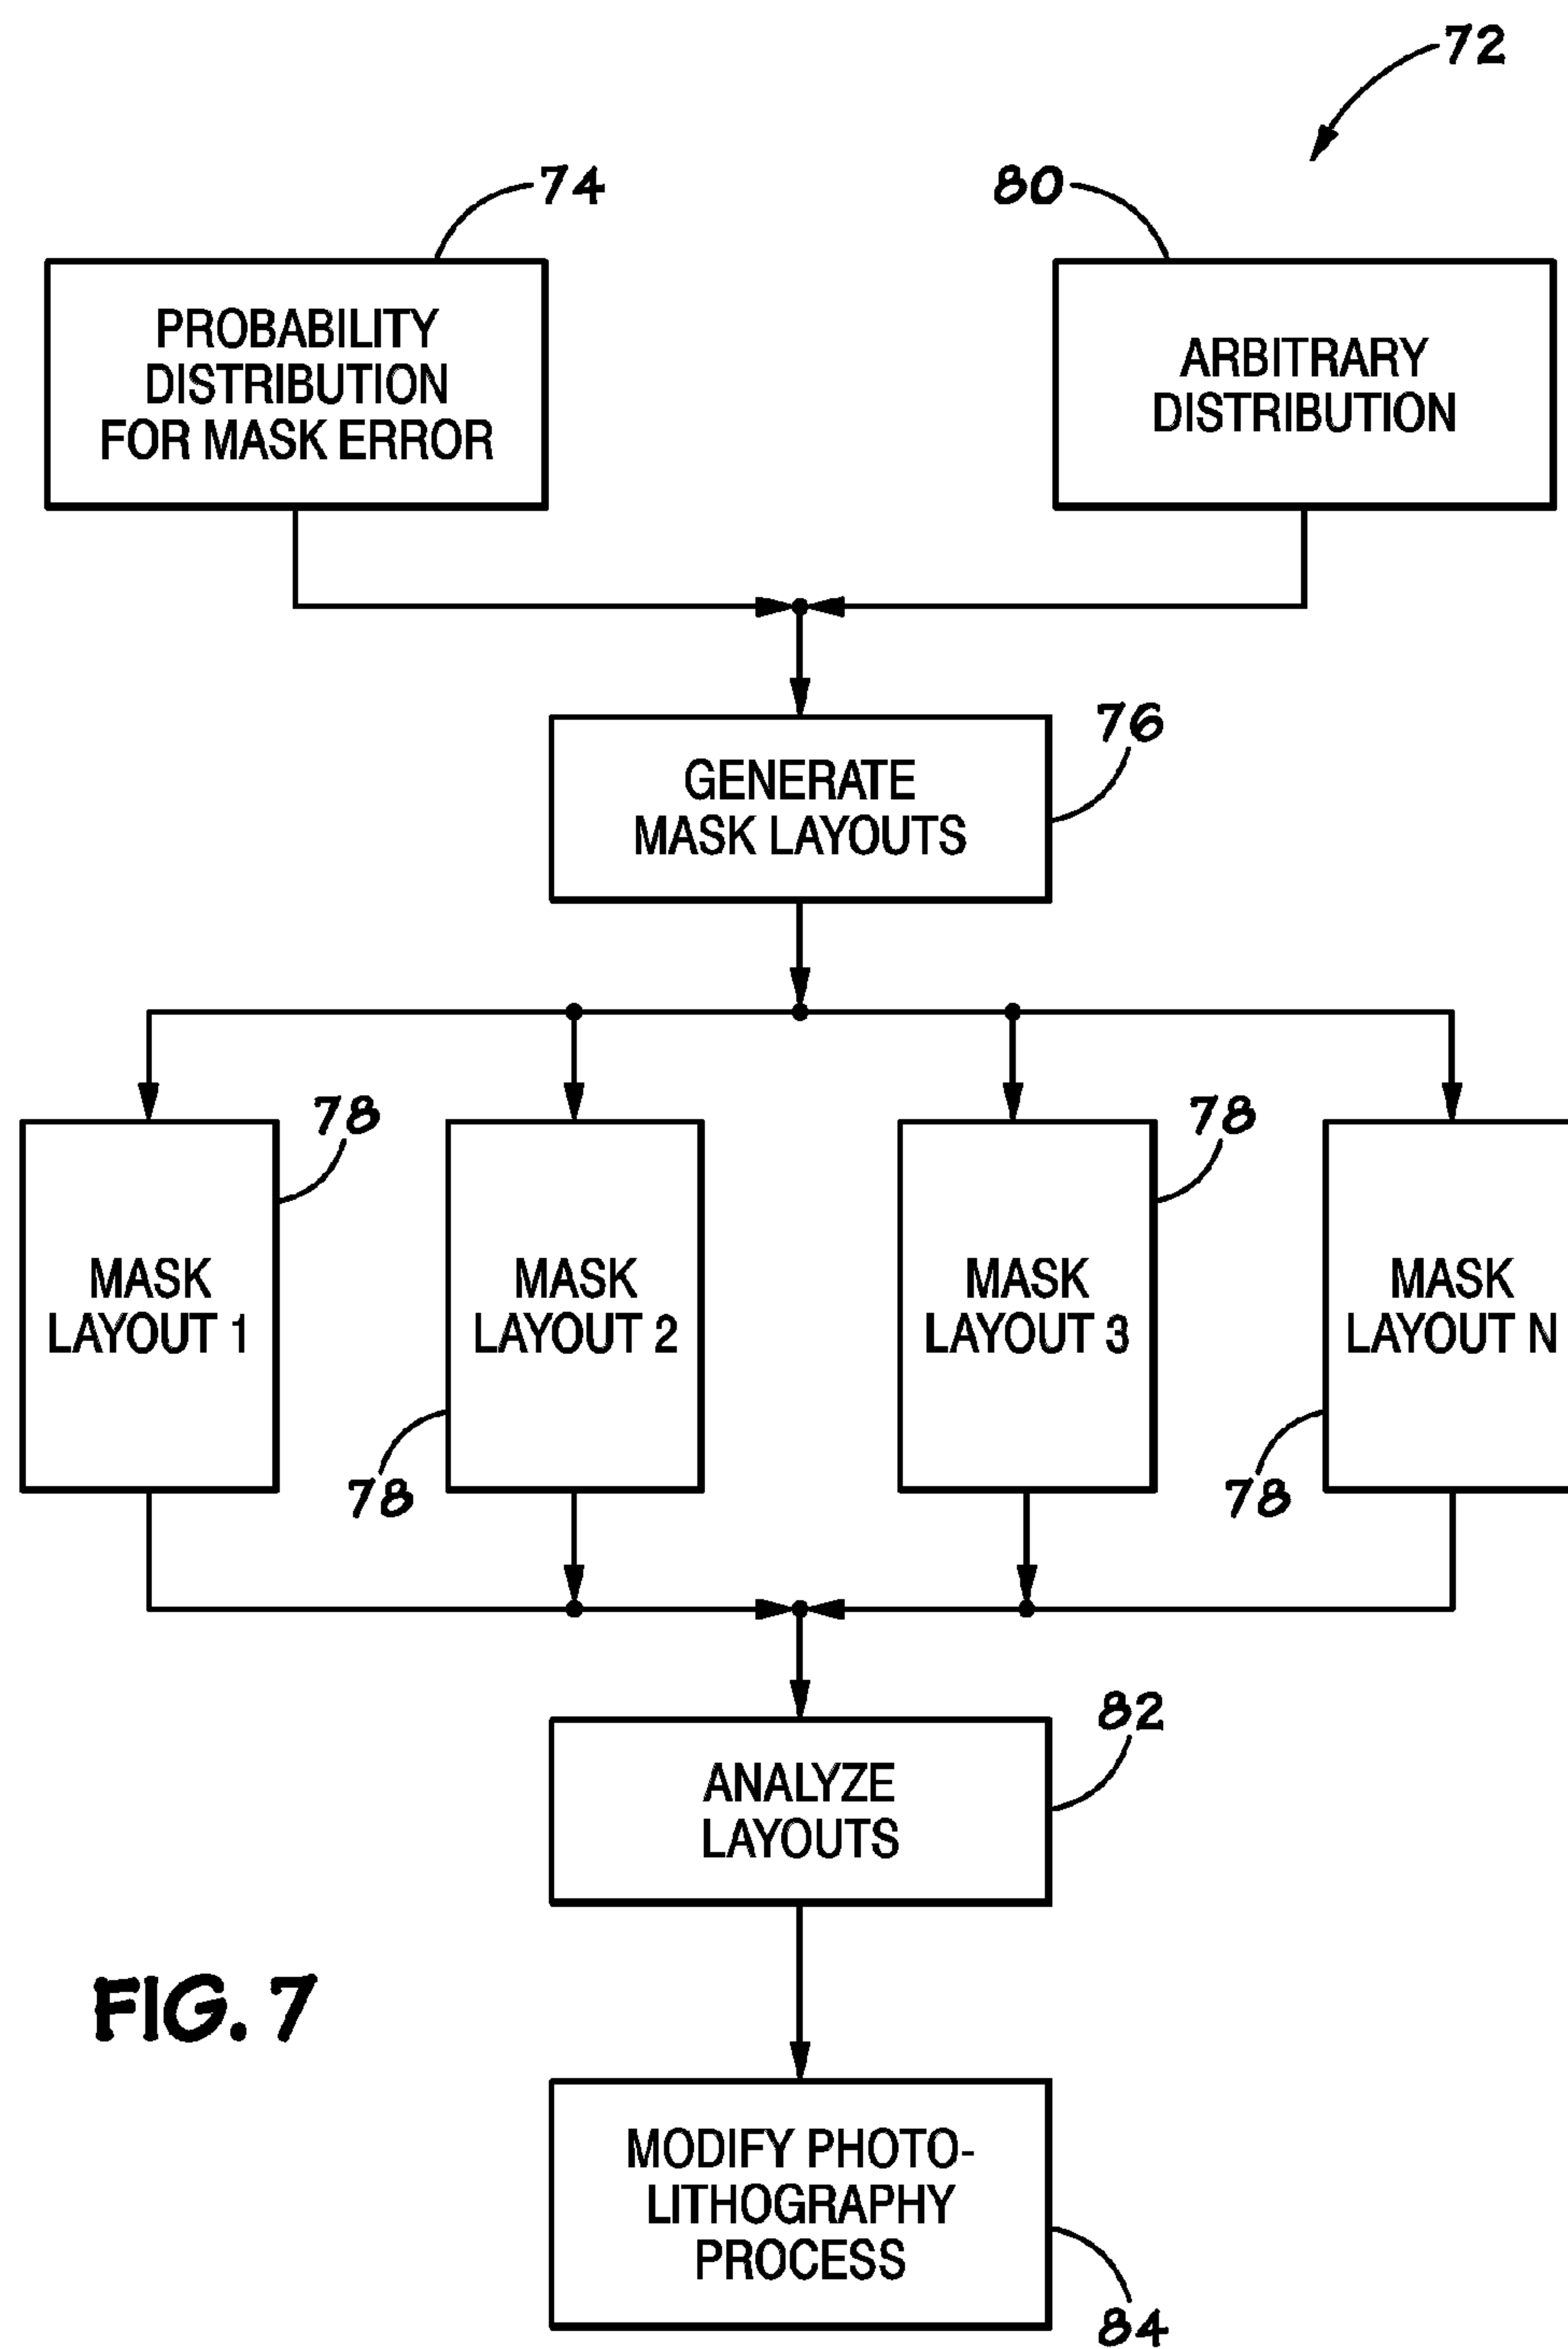 72
74
80
PROBABILITY
DISTRIBUTION
FOR MASK ERROR
ARBITRARY
DISTRIBUTION
76
GENERATE
MASK LAYOUTS
78
78
MASK
LAYOUT 1
MASK
LAYOUT 2
MASK
LAYOUT 3
MASK
LAYOUT N
78
78
82
ANALYZE
LAYOUTS
FIG. 7
MODIFY PHOTO-
LITHOGRAPHY
PROCESS
84